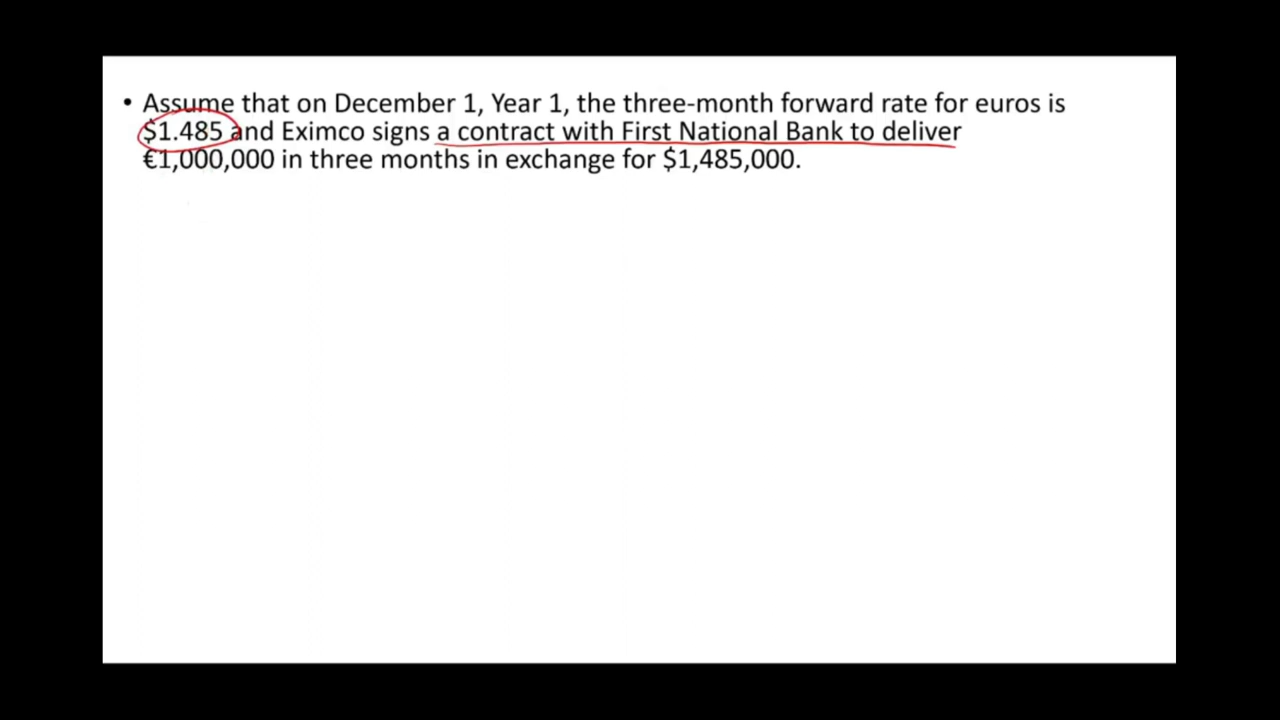 • Assume that on December 1, Year 1, the three-month forward rate for euros is
$1.485 and Eximco signs a contract with First National Bank to deliver
€1,000,000 in three months in exchange for $1,485,000.